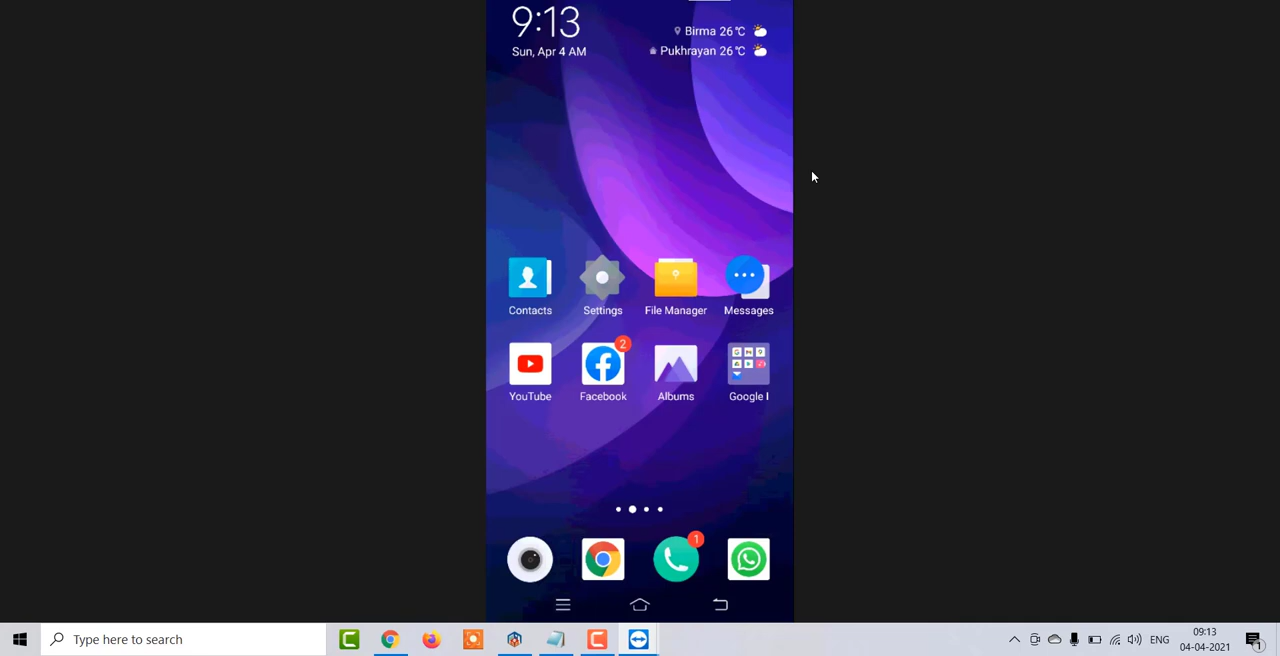 9:13
Sun, Apr 4 AM
Birma 26℃
Pukhrayan 26℃
Contacts
Settings
File Manager
Messages
YouTube
2
Facebook
Albums
Google I
1
Type here to search
ENG
09:13
04-04-2021
1